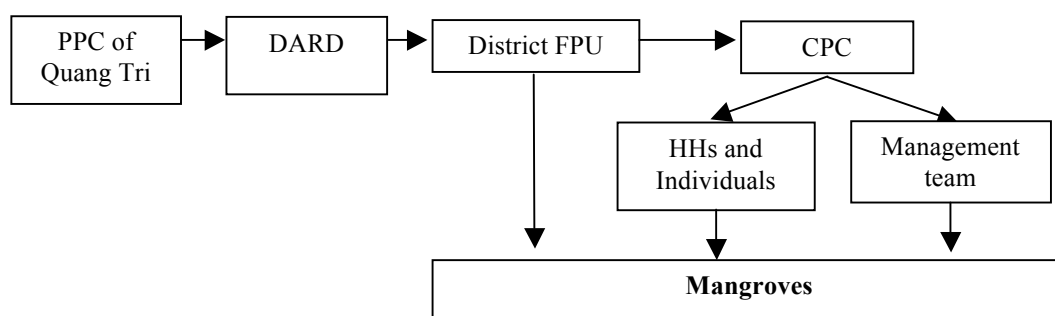 PPC of
Quang Tri
DARD
District FPU
CPC
HHs and
Individuals
Management
team
Mangroves